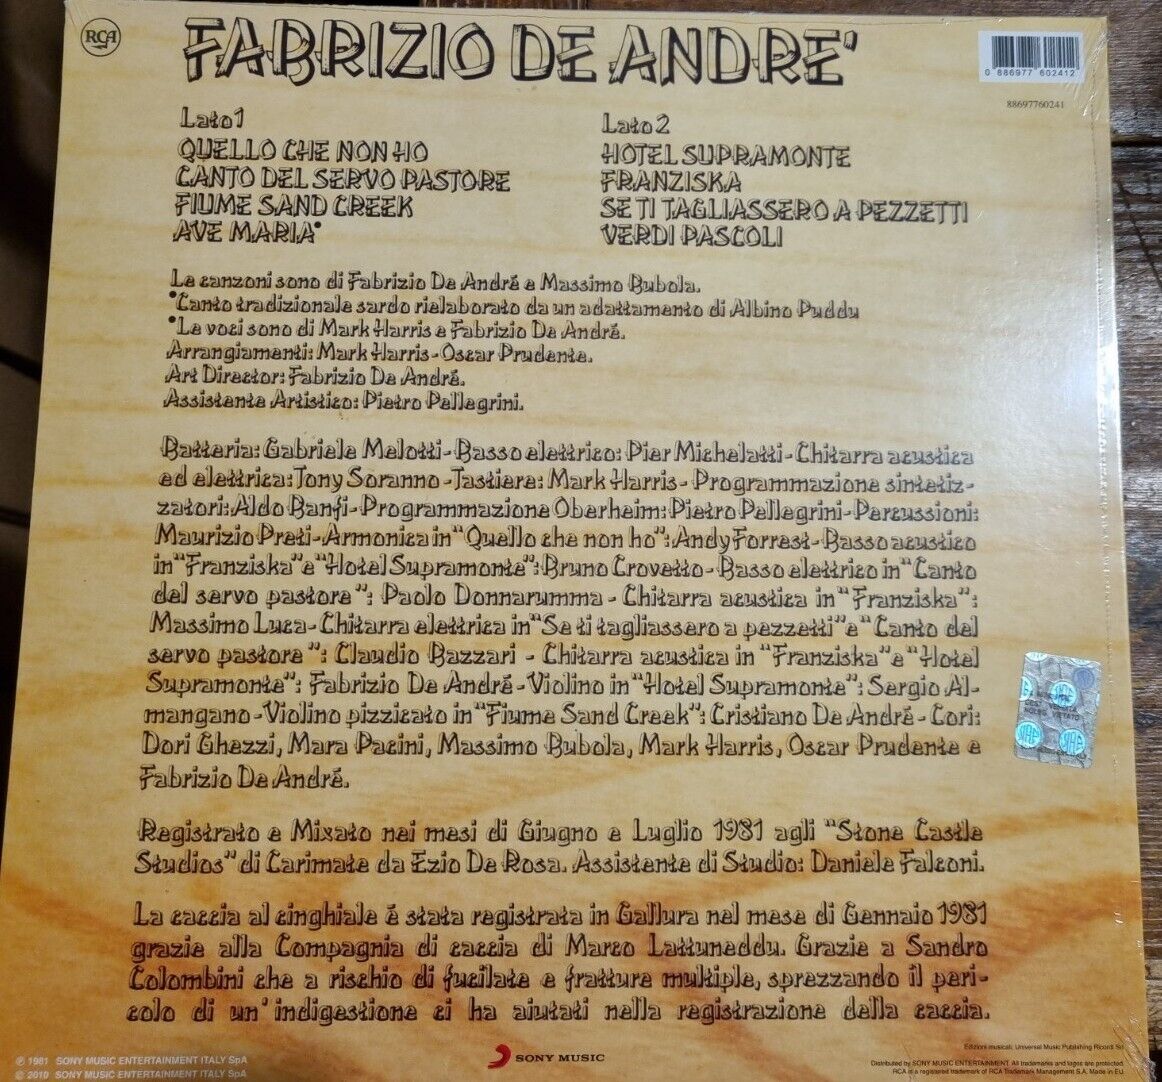 RCA
FABRIZIO DE ANDRE'
0 886977 602412
88697760241
Lato 1
QUELLO CHE NON HO
CANTO DEL SERVO PASTORE
FIUME SAND CREEK
AVE MARIA*
Lato 2
HOTEL SUPRAMONTE
FRANZISKA
SE TI TAGLIASSERO A PEZZETTI
VERDI PASCOLI
Le canzoni sono di Fabrizio De André e Massimo Bubola.
*Canto tradizionale sardo rielaborato da un adattamento di Albino Puddu
*Le voci sono di Mark Harris e Fabrizio De André.
Arrangiamenti: Mark Harris - Oscar Prudente.
Art Director: Fabrizio De André.
Assistente Artistico: Pietro Pellegrini.
Batteria: Gabriele Melotti - Basso elettrico: Pier Michelatti - Chitarra acustica
ed elettrica: Tony Soranno - Tastiere: Mark Harris - Programmazione sintetiz-
zatori: Aldo Banfi - Programmazione Oberheim: Pietro Pellegrini - Percussioni:
Maurizio Preti - Armonica in "Quello che non ho": Andy Forrest - Basso acustico
in "Franziska" e "Hotel Supramonte": Bruno Crovetto - Basso elettrico in "Canto
del servo pastore": Paolo Donnarumma - Chitarra acustica in "Franziska":
Massimo Luca - Chitarra elettrica in "Se ti tagliassero a pezzetti" e "Canto del
servo pastore": Claudio Bazzari - Chitarra acustica in "Franziska" e "Hotel
Supramonte": Fabrizio De André - Violino in "Hotel Supramonte": Sergio Al-
mangano - Violino pizzicato in "Fiume Sand Creek": Cristiano De André - Cori:
Dori Ghezzi, Mara Pacini, Massimo Bubola, Mark Harris, Oscar Prudente e
Fabrizio De André.
Registrato e Mixato nei mesi di Giugno e Luglio 1981 agli "Stone Castle
Studios" di Carimate da Ezio De Rosa. Assistente di Studio: Daniele Falconi.
La caccia al cinghiale é stata registrata in Gallura nel mese di Gennaio 1981
grazie alla Compagnia di caccia di Marco Lattuneddu. Grazie a Sandro
Colombini che a rischio di fucilate e fratture multiple, sprezzando il peri-
colo di un' indigestione ci ha aiutati nella registrazione della caccia.
℗ 1981 SONY MUSIC ENTERTAINMENT ITALY SpA
© 2010 SONY MUSIC ENTERTAINMENT ITALY SpA
SONY MUSIC
Edizioni musicali: Universal Music Publishing Ricordi Srl
Distributed by SONY MUSIC ENTERTAINMENT. All trademarks and logos are protected.
RCA is a registered trademark of RCA Trademark Management S.A. Made in EU